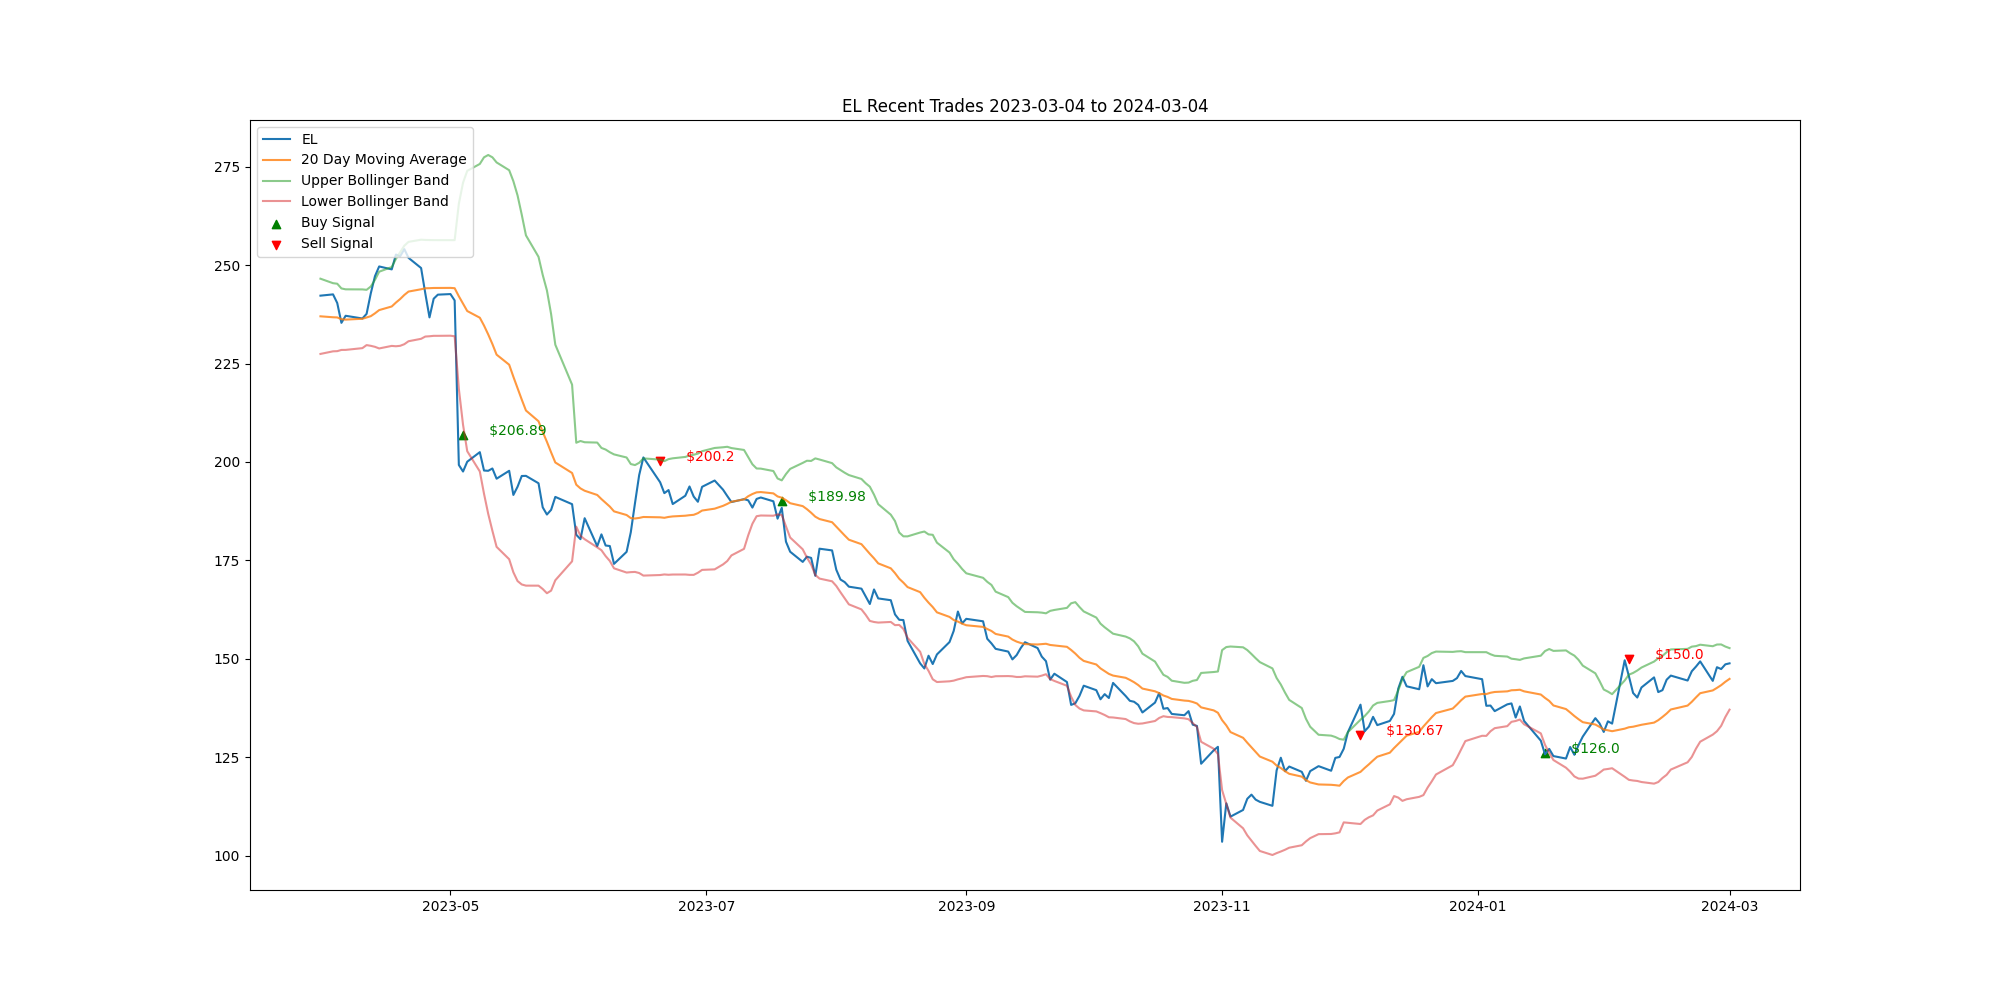 EL Recent Trades 2023-03-04 to 2024-03-04
EL
20 Day Moving Average
Upper Bollinger Band
Lower Bollinger Band
Buy Signal
Sell Signal
275
250
225
200
175
150
125
100
$206.89
$200.2
$189.98
$130.67
$126.0
$150.0
2023-05
2023-07
2023-09
2023-11
2024-01
2024-03